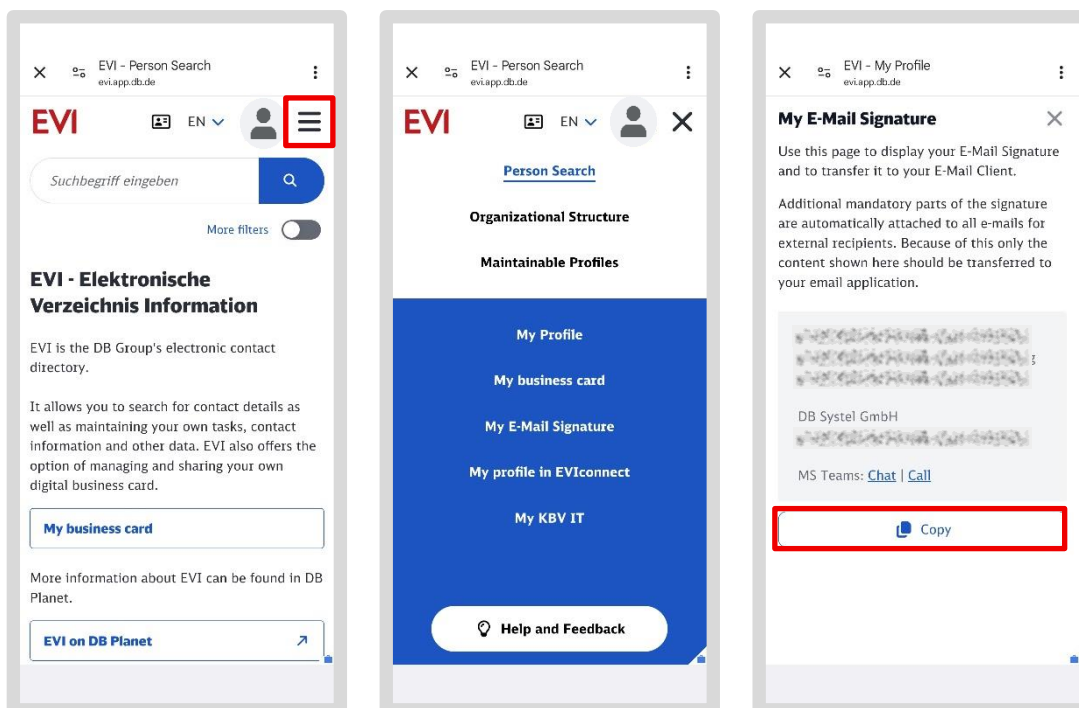 EVI - Person Search
evi.app.db.de
EVI
EN
Suchbegriff eingeben
More filters
EVI - Elektronische
Verzeichnis Information
EVI is the DB Group's electronic contact
directory.
It allows you to search for contact details as
well as maintaining your own tasks, contact
information and other data. EVI also offers the
option of managing and sharing your own
digital business card.
My business card
More information about EVI can be found in DB
Planet.
EVI on DB Planet
EVI - Person Search
evi.app.db.de
EVI
EN
Person Search
Organizational Structure
Maintainable Profiles
My Profile
My business card
My E-Mail Signature
My profile in EVIconnect
My KBV IT
Help and Feedback
EVI - My Profile
evi.app.db.de
My E-Mail Signature
Use this page to display your E-Mail Signature
and to transfer it to your E-Mail Client.
Additional mandatory parts of the signature
are automatically attached to all e-mails for
external recipients. Because of this only the
content shown here should be transferred to
your email application.
DB Systel GmbH
MS Teams: Chat | Call
Copy